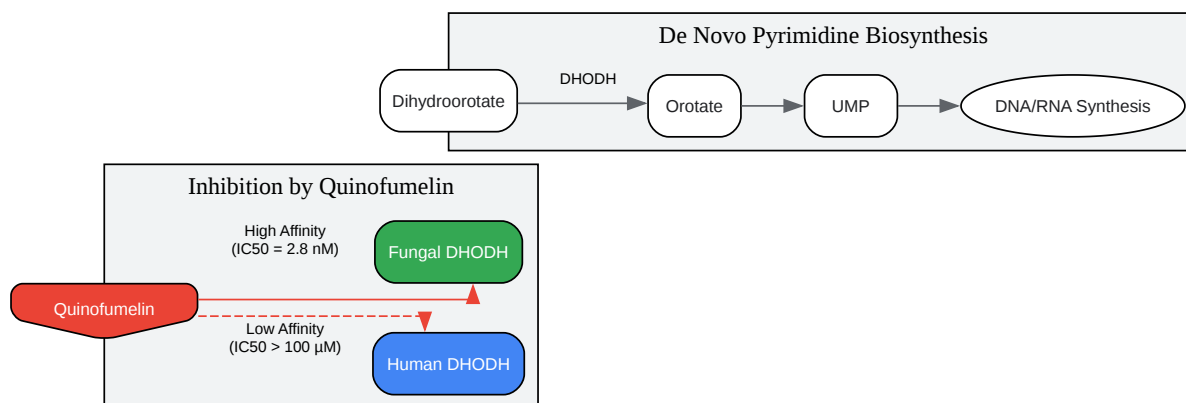 De Novo Pyrimidine Biosynthesis
Dihydroorotate
DHODH
Orotate
UMP
DNA/RNA Synthesis
Inhibition by Quinofumelin
High Affinity
(IC50 = 2.8 nM)
Fungal DHODH
Quinofumelin
Low Affinity
(IC50 > 100 µM)
Human DHODH